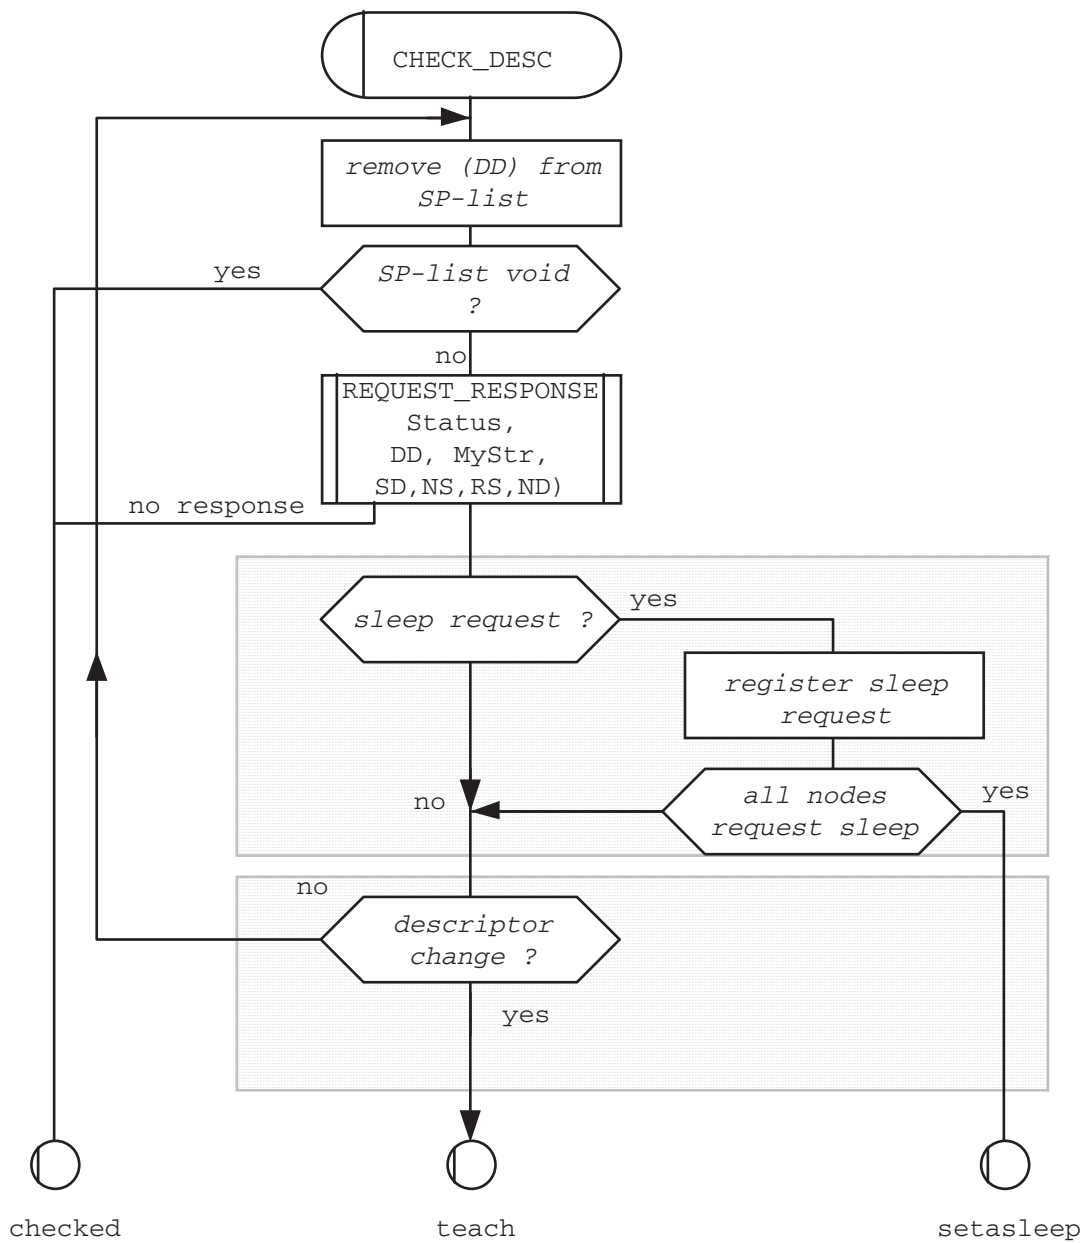 CHECK_DESC
remove (DD) from
SP-list
yes
SP-list void
?
no
REQUEST_RESPONSE
Status,
DD, MyStr,
SD,NS,RS,ND)
no response
sleep request ?
yes
register sleep
request
no
all nodes
request sleep
yes
no
descriptor
change ?
yes
checked
teach
setasleep